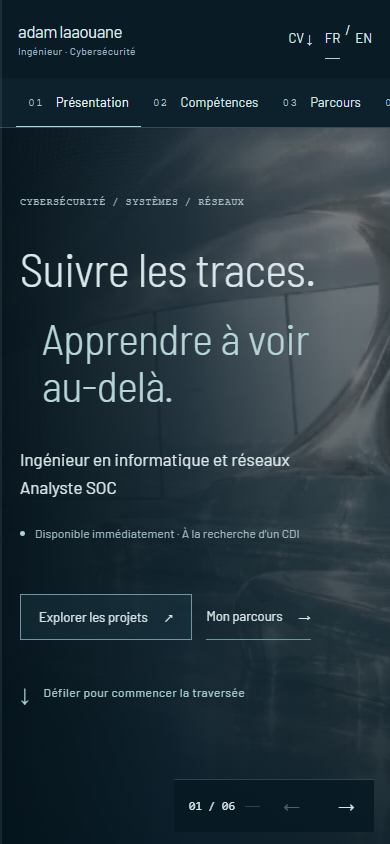 adam laaouane
Ingénieur · Cybersécurité
CV ↓ FR / EN
01 Présentation 02 Compétences 03 Parcours
CYBERSÉCURITÉ / SYSTÈMES / RÉSEAUX
Suivre les traces.
Apprendre à voir
au-delà.
Ingénieur en informatique et réseaux
Analyste SOC
Disponible immédiatement · À la recherche d'un CDI
Explorer les projets ↗ Mon parcours →
↓ Défiler pour commencer la traversée
01 / 06 — ← →